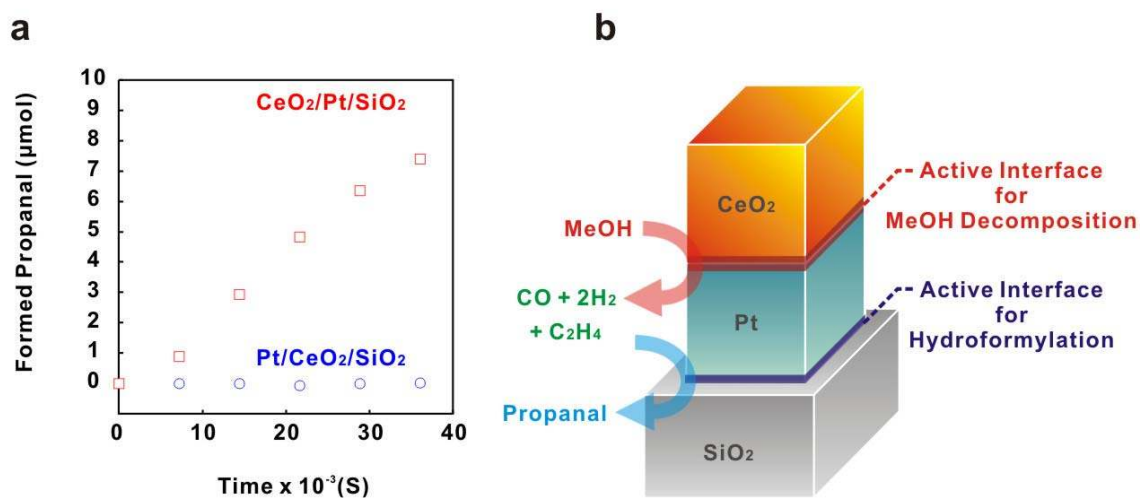 a
Formed Propanal (μmol)
10
9
8
7
6
5
4
3
2
1
0
CeO₂/Pt/SiO₂
Pt/CeO₂/SiO₂
0 10 20 30 40
Time x 10⁻³(S)
b
CeO₂
Pt
SiO₂
MeOH
CO + 2H₂
+ C₂H₄
Propanal
Active Interface
for
MeOH Decomposition
Active Interface
for
Hydroformylation